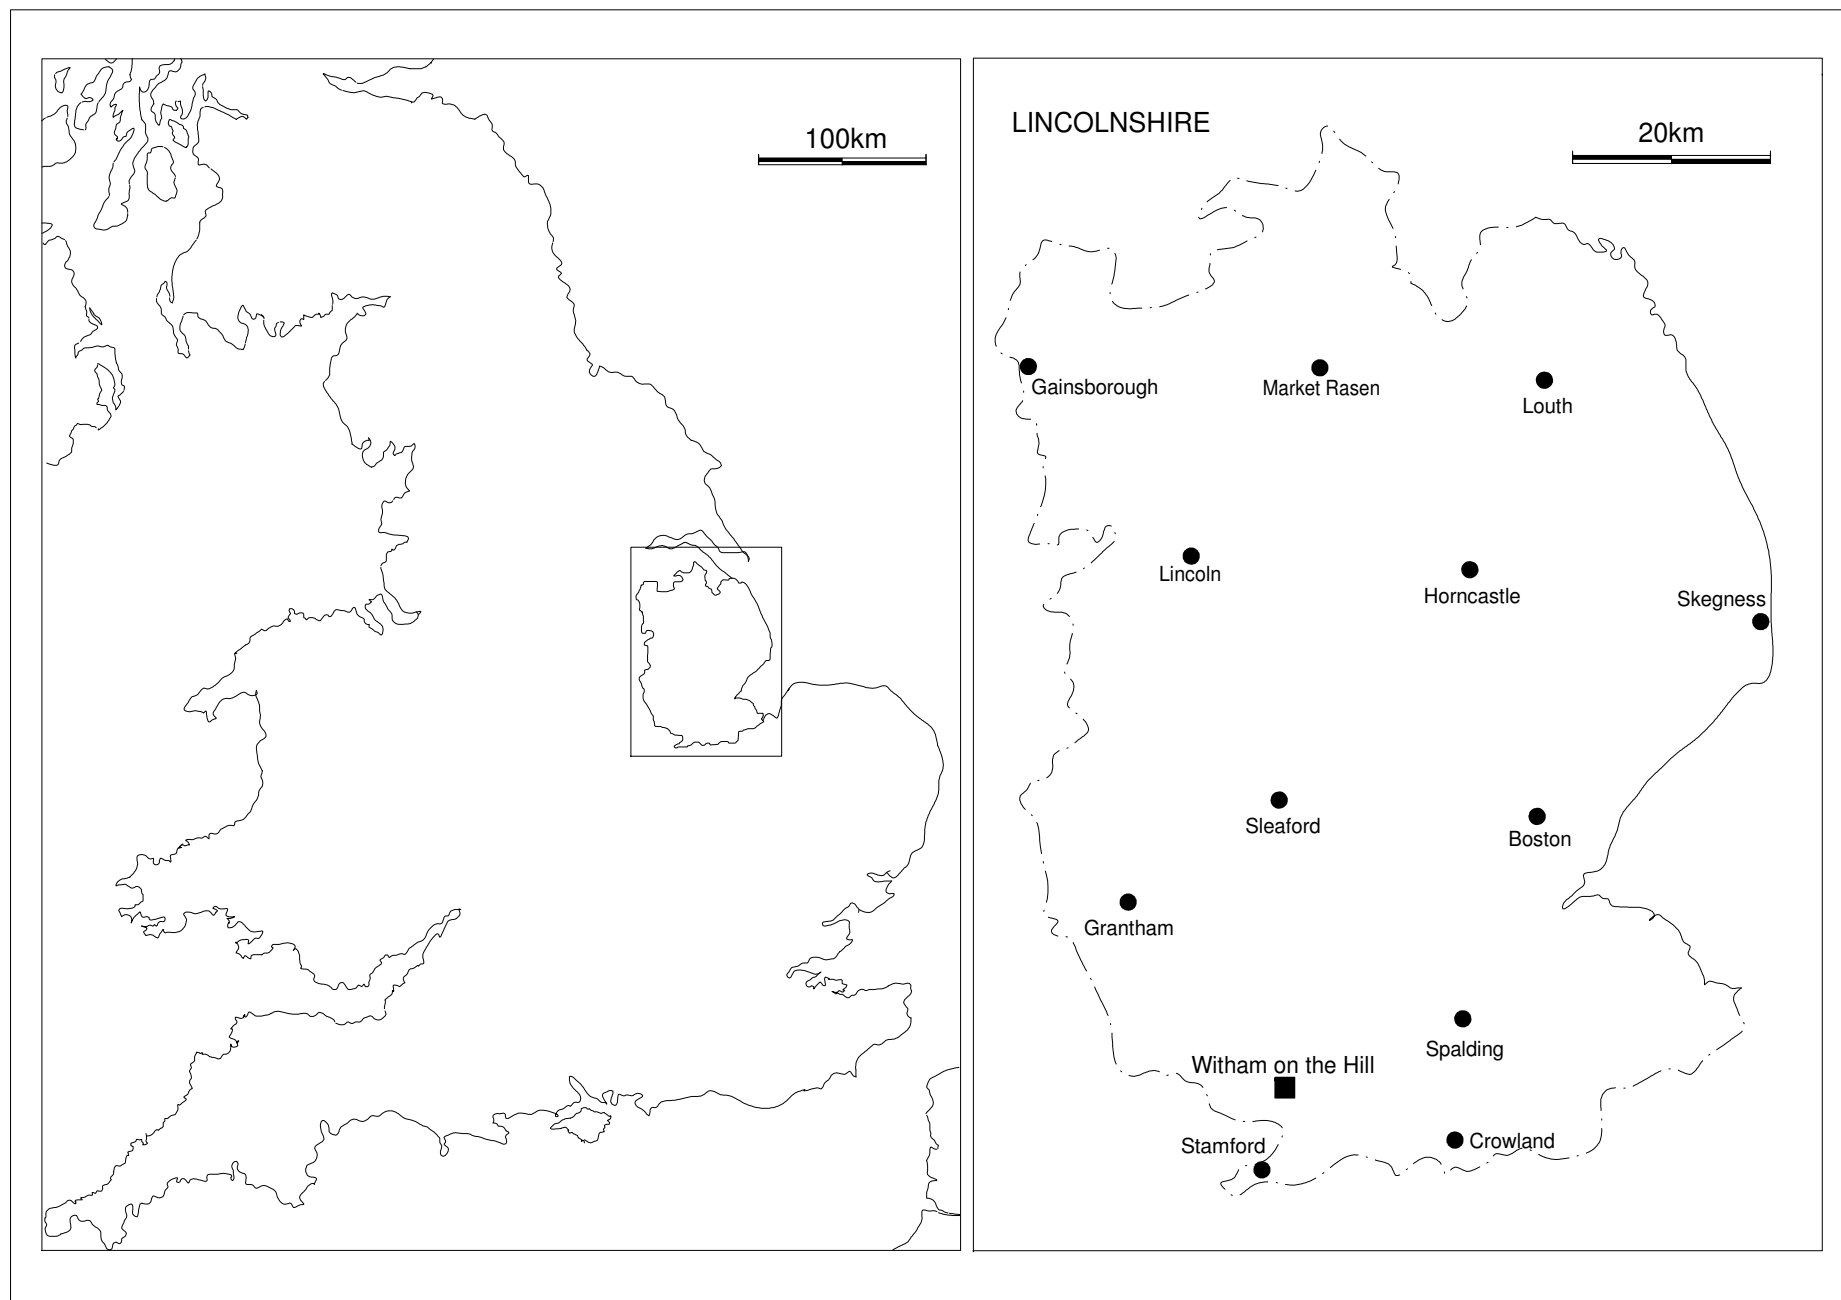 100km
LINCOLNSHIRE
20km
Gainsborough
Market Rasen
Louth
Lincoln
Horncastle
Skegness
Sleaford
Boston
Grantham
Spalding
Witham on the Hill
Stamford
Crowland